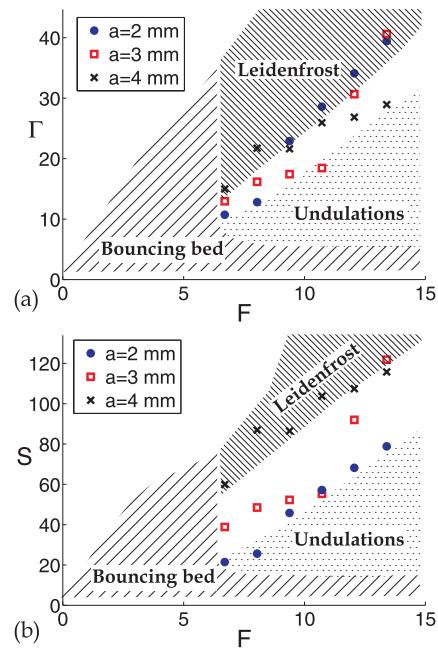 40
30
20
10
0
Γ
a=2 mm
a=3 mm
a=4 mm
Leidenfrost
Undulations
Bouncing bed
0 5 10 15
F
(a)
120
100
80
60
40
20
0
S
a=2 mm
a=3 mm
a=4 mm
Leidenfrost
Undulations
Bouncing bed
0 5 10 15
F
(b)